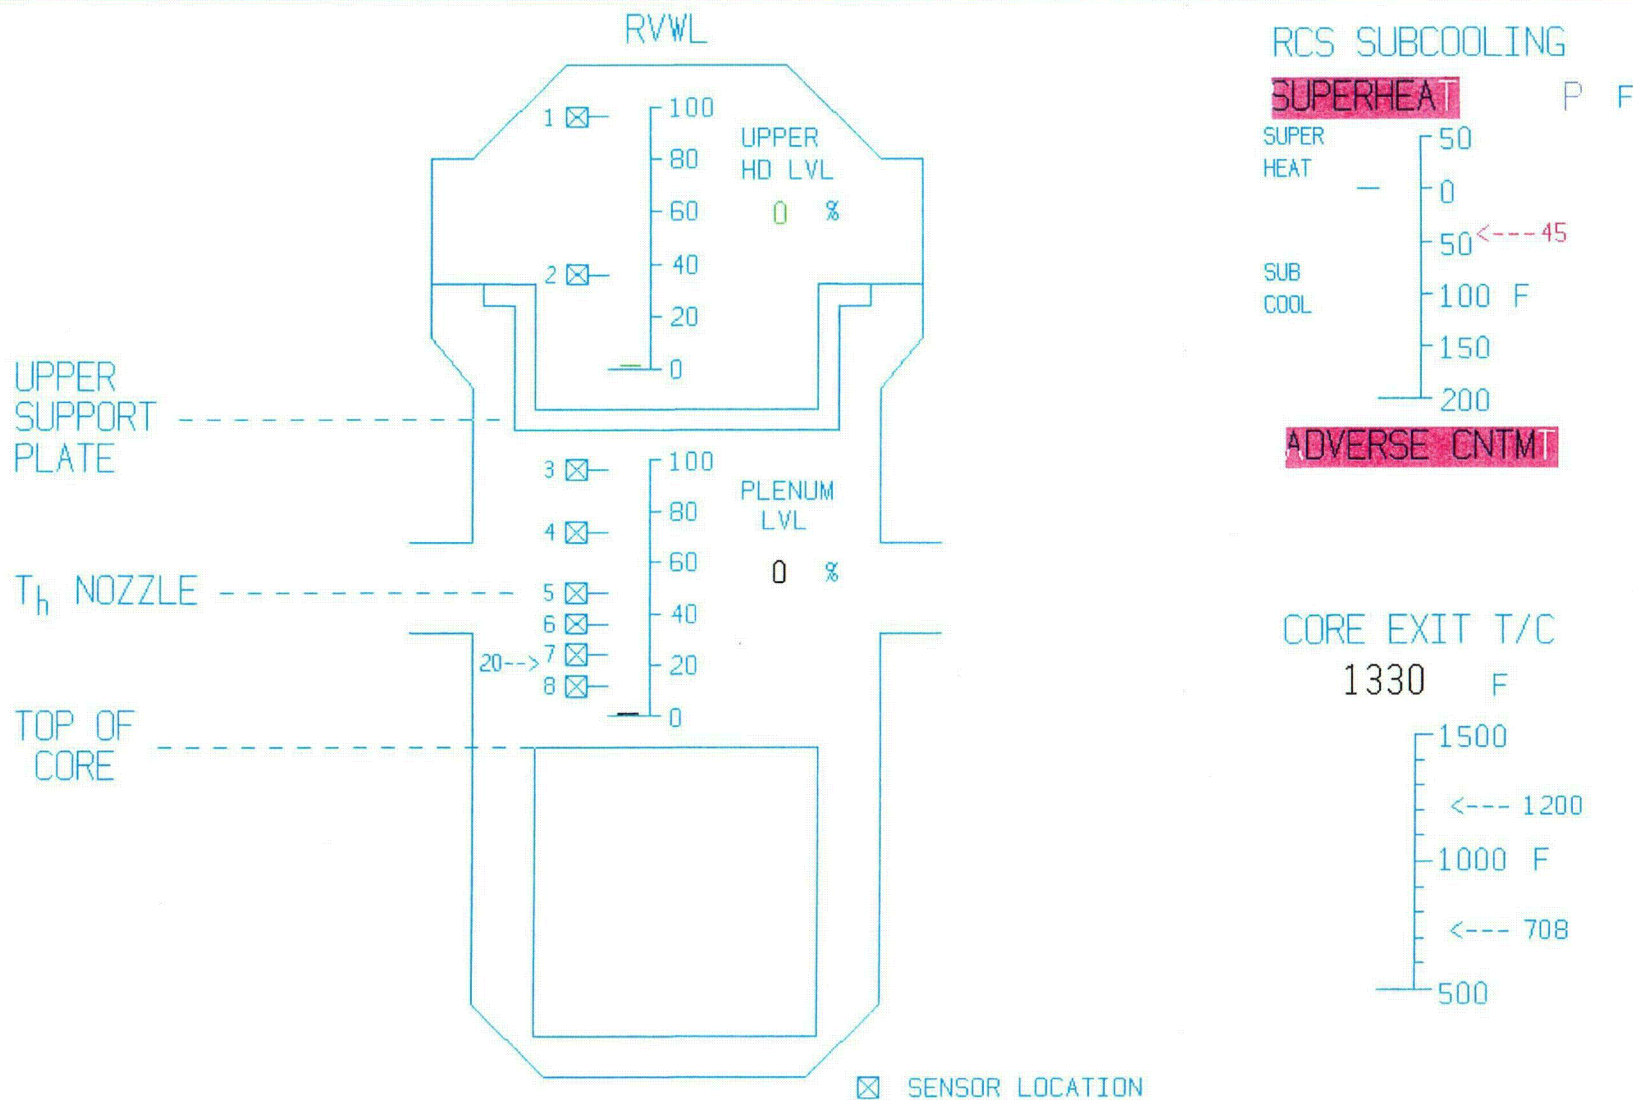 RVWL
1
100
80
60
40
20
0
UPPER
HD LVL
0 %
2
UPPER
SUPPORT
PLATE
3
4
5
6
20--> 7
8
100
80
60
40
20
0
PLENUM
LVL
0 %
Th NOZZLE
TOP OF
CORE
SENSOR LOCATION
RCS SUBCOOLING
SUPERHEAT P F
SUPER
HEAT
50
0
50 <---45
SUB
COOL
100 F
150
200
ADVERSE CNTMT
CORE EXIT T/C
1330 F
1500
<--- 1200
1000 F
<--- 708
500